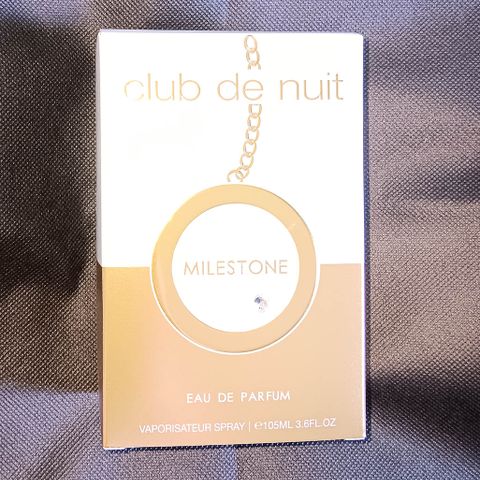 club de nuit
MILESTONE
EAU DE PARFUM
VAPORISATEUR SPRAY | ℮105ML 3.6FL.OZ